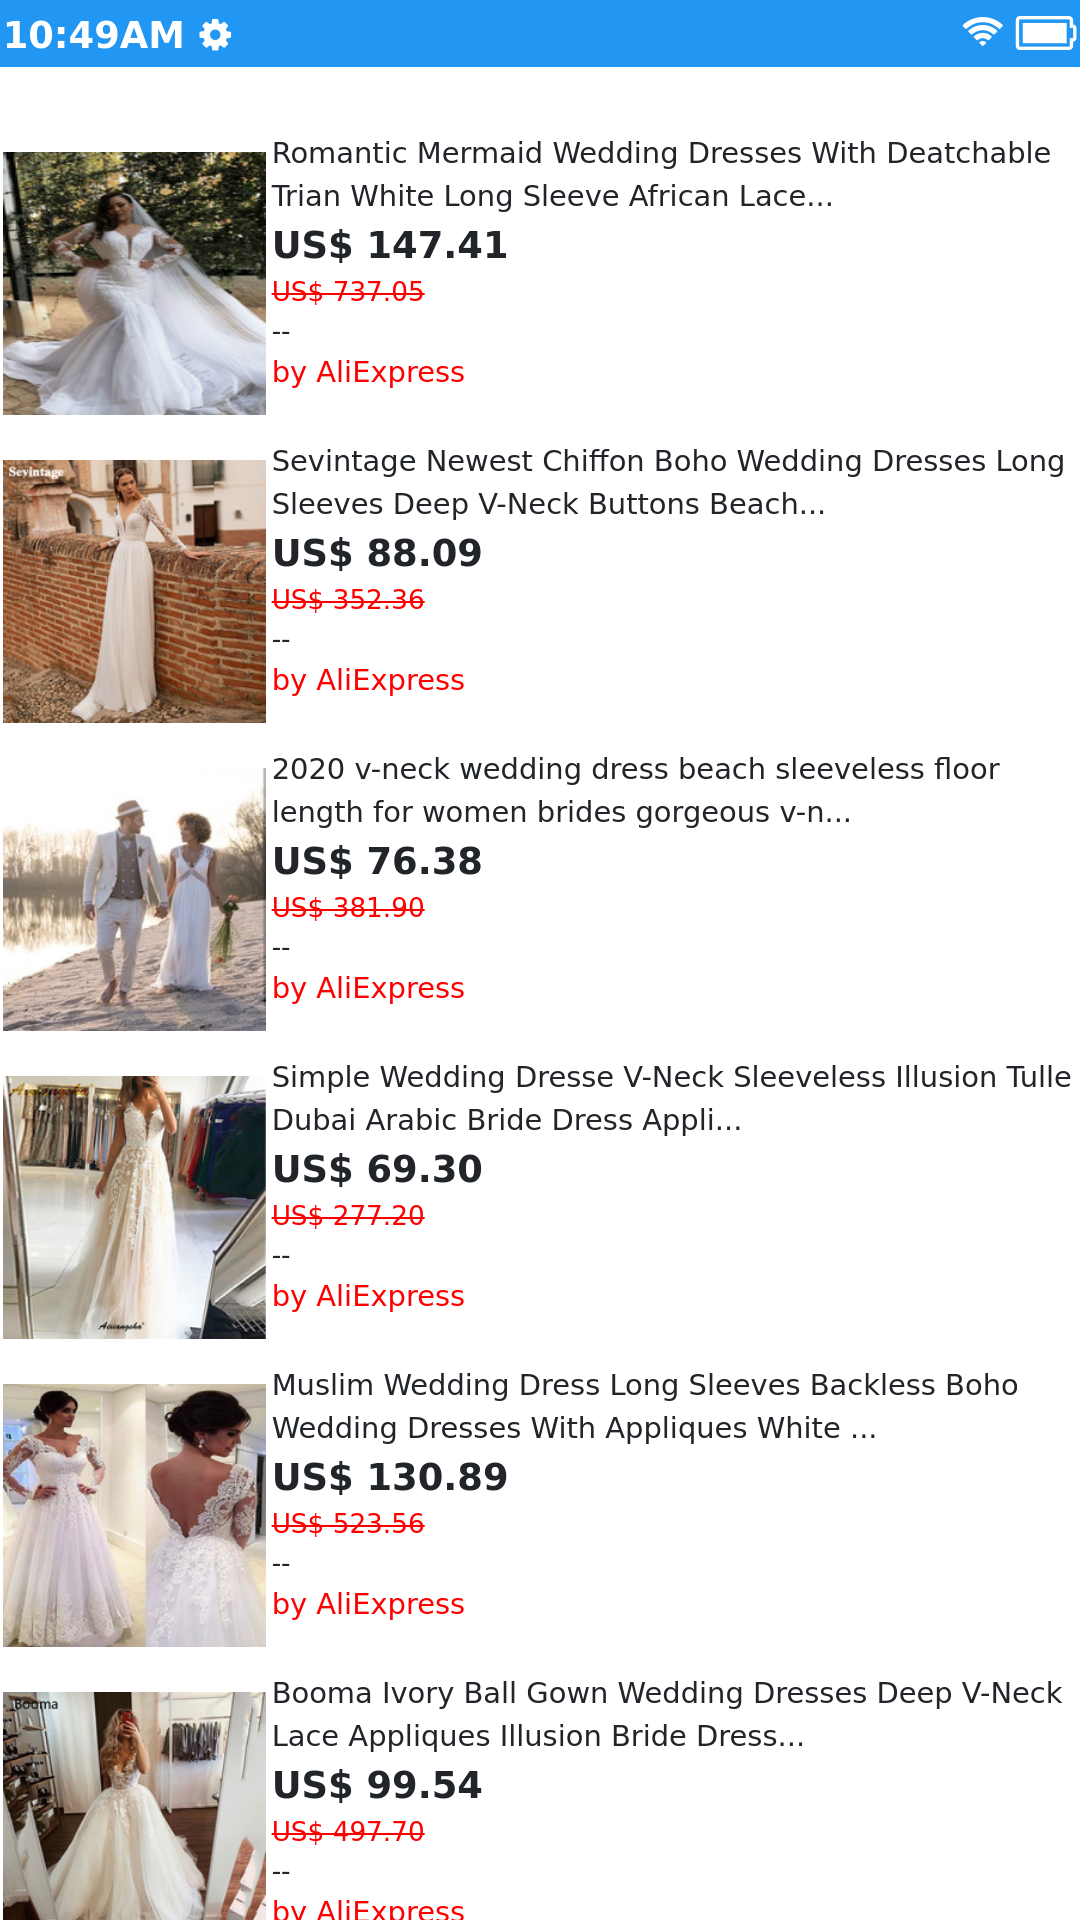 10:49AM
Romantic Mermaid Wedding Dresses With Deatchable
Trian White Long Sleeve African Lace...
US$ 147.41
US$ 737.05
--
by AliExpress
Sevintage
Sevintage Newest Chiffon Boho Wedding Dresses Long
Sleeves Deep V-Neck Buttons Beach...
US$ 88.09
US$ 352.36
--
by AliExpress
2020 v-neck wedding dress beach sleeveless floor
length for women brides gorgeous v-n...
US$ 76.38
US$ 381.90
--
by AliExpress
Simple Wedding Dresse V-Neck Sleeveless Illusion Tulle
Dubai Arabic Bride Dress Appli...
US$ 69.30
US$ 277.20
--
by AliExpress
Muslim Wedding Dress Long Sleeves Backless Boho
Wedding Dresses With Appliques White ...
US$ 130.89
US$ 523.56
--
by AliExpress
Booma
Booma Ivory Ball Gown Wedding Dresses Deep V-Neck
Lace Appliques Illusion Bride Dress...
US$ 99.54
US$ 497.70
--
by AliExpress